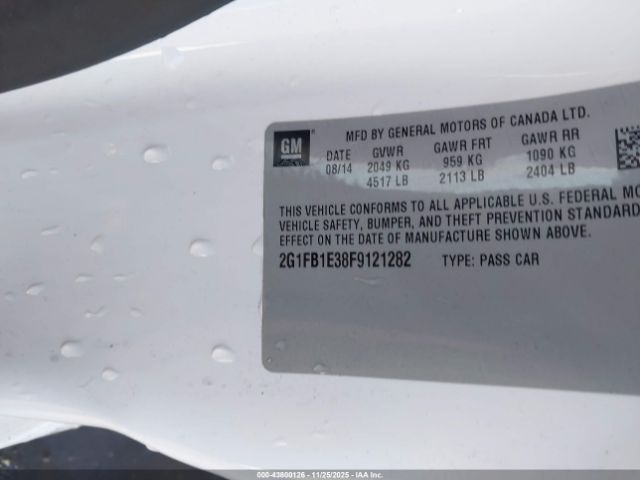 MFD BY GENERAL MOTORS OF CANADA LTD.
GM
DATE GVWR GAWR FRT GAWR RR
08/14 2049 KG 959 KG 1090 KG
4517 LB 2113 LB 2404 LB
THIS VEHICLE CONFORMS TO ALL APPLICABLE U.S. FEDERAL MO
VEHICLE SAFETY, BUMPER, AND THEFT PREVENTION STANDARD
EFFECT ON THE DATE OF MANUFACTURE SHOWN ABOVE.
2G1FB1E38F9121282 TYPE: PASS CAR
000-43800126 - 11/25/2025 - Copyright © IAA, Inc.